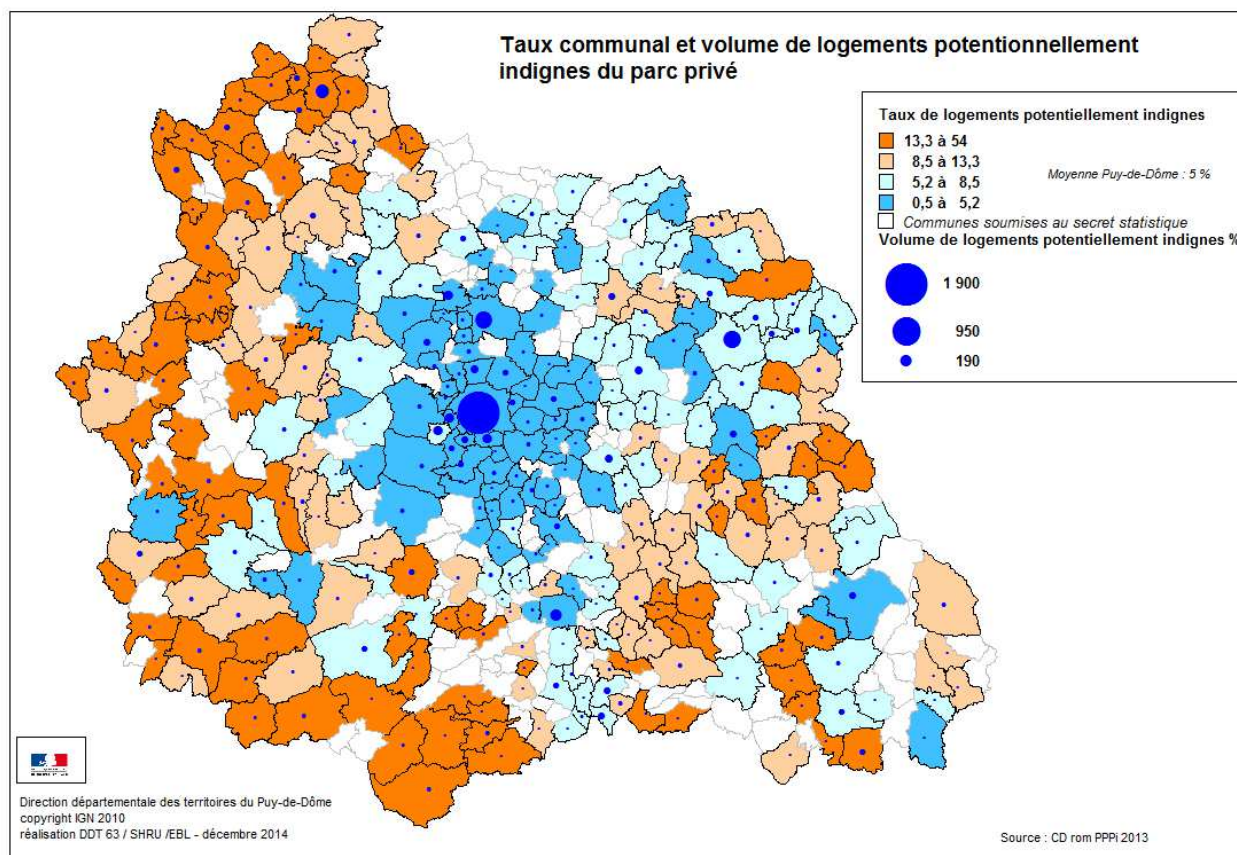 Taux communal et volume de logements potentionnellement
indignes du parc privé
Taux de logements potentiellement indignes
13,3 à 54
8,5 à 13,3
5,2 à 8,5
0,5 à 5,2
Moyenne Puy-de-Dôme : 5 %
Communes soumises au secret statistique
Volume de logements potentiellement indignes %
1 900
950
190
Direction départementale des territoires du Puy-de-Dôme
copyright IGN 2010
réalisation DDT 63 / SHRU /EBL - décembre 2014
Source : CD rom PPPi 2013